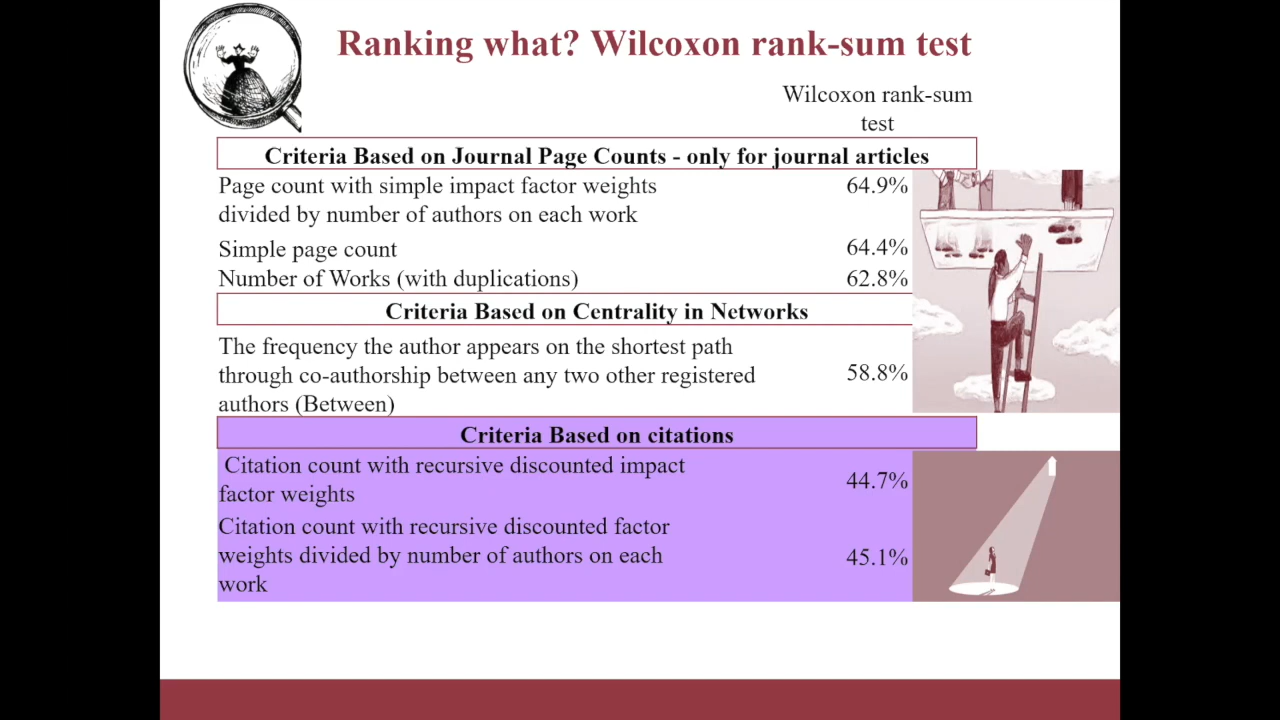 Ranking what? Wilcoxon rank-sum test
Wilcoxon rank-sum
test
Criteria Based on Journal Page Counts - only for journal articles
Page count with simple impact factor weights
divided by number of authors on each work
64.9%
Simple page count
64.4%
Number of Works (with duplications)
62.8%
Criteria Based on Centrality in Networks
The frequency the author appears on the shortest path
through co-authorship between any two other registered
authors (Between)
58.8%
Criteria Based on citations
Citation count with recursive discounted impact
factor weights
44.7%
Citation count with recursive discounted factor
weights divided by number of authors on each
work
45.1%